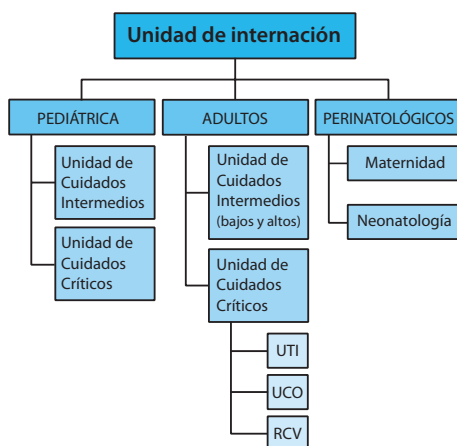 Unidad de internación
PEDIÁTRICA
ADULTOS
PERINATOLÓGICOS
Unidad de
Cuidados
Intermedios
Unidad de
Cuidados
Críticos
Unidad de
Cuidados
Intermedios
(bajos y altos)
Unidad de
Cuidados
Críticos
UTI
UCO
RCV
Maternidad
Neonatología